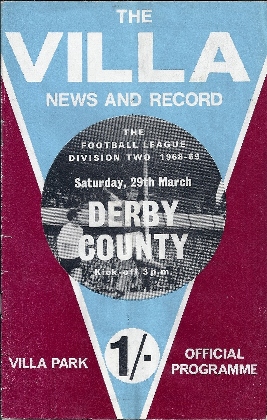 THE
VILLA
NEWS AND RECORD
THE
FOOTBALL LEAGUE
DIVISION TWO 1968-69
Saturday, 29th March
DERBY
COUNTY
Kick-off 3 p.m.
1/-
VILLA PARK
OFFICIAL
PROGRAMME